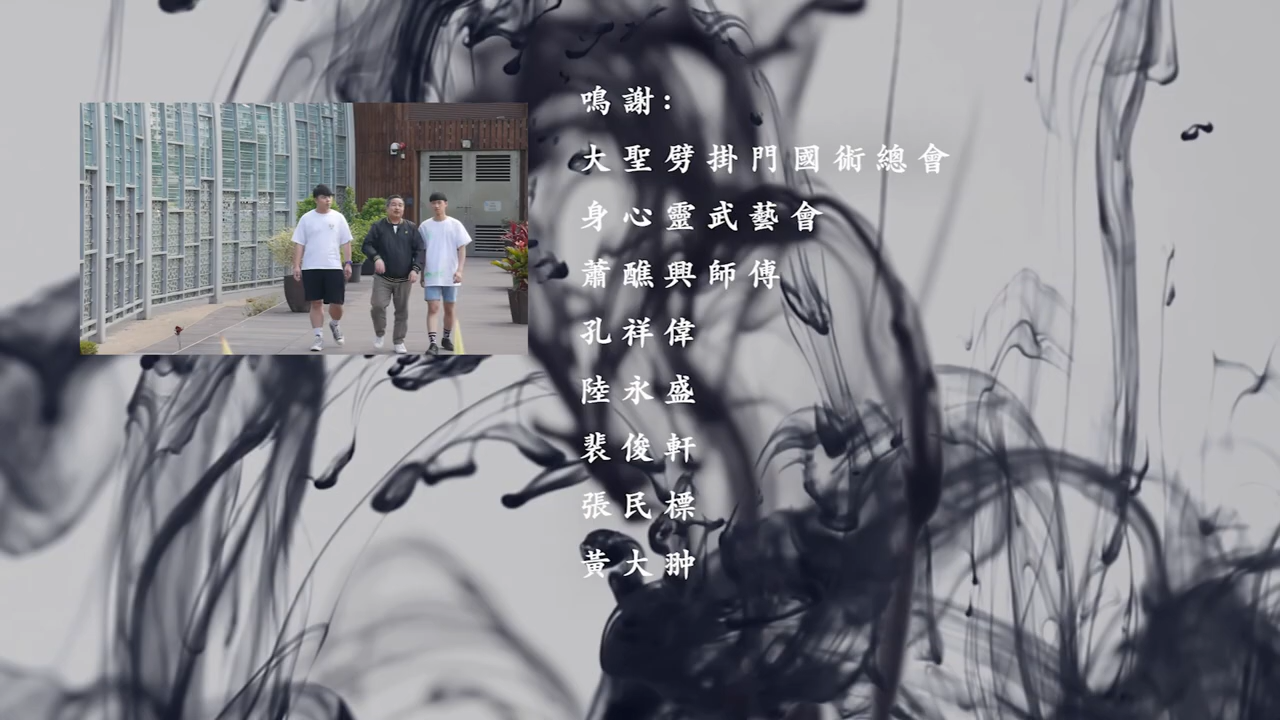 鳴謝:
大聖劈掛門國術總會
身心靈武藝會
蕭醮興師傅
孔祥偉
陸永盛
裴俊軒
張民標
黃大翀